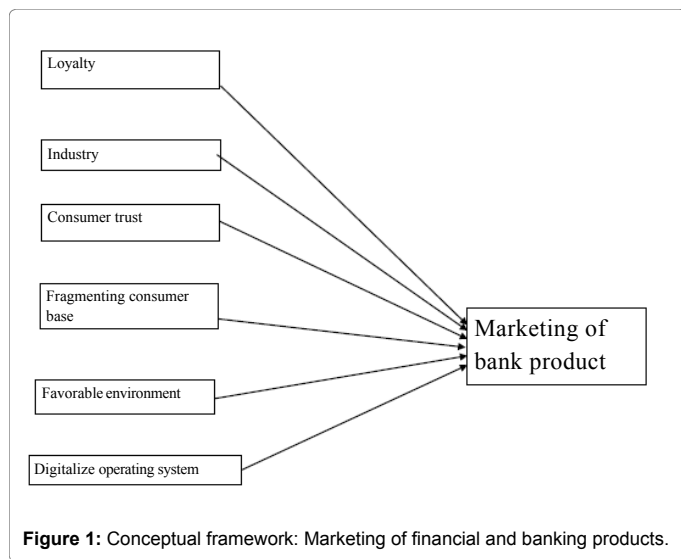 Loyalty
Industry
Consumer trust
Fragmenting consumer
base
Favorable environment
Digitalize operating system
Marketing of
bank product
Figure 1: Conceptual framework: Marketing of financial and banking products.